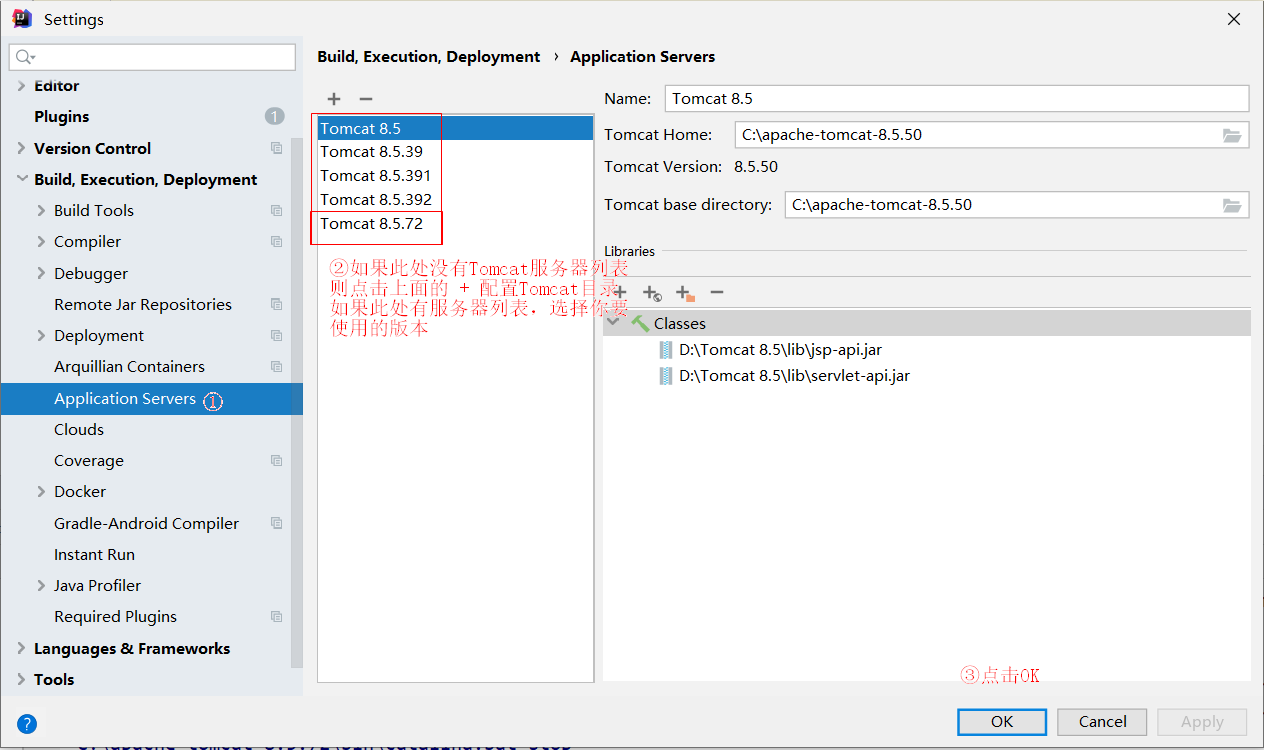 Settings
Editor
Plugins
1
Version Control
Build, Execution, Deployment
Build Tools
Compiler
Debugger
Remote Jar Repositories
Deployment
Arquillian Containers
Application Servers ①
Clouds
Coverage
Docker
Gradle-Android Compiler
Instant Run
Java Profiler
Required Plugins
Languages & Frameworks
Tools
?
Build, Execution, Deployment › Application Servers
Tomcat 8.5
Tomcat 8.5.39
Tomcat 8.5.391
Tomcat 8.5.392
Tomcat 8.5.72
②如果此处没有Tomcat服务器列表
则点击上面的 + 配置Tomcat目录
如果此处有服务器列表，选择你要
使用的版本
Name: Tomcat 8.5
Tomcat Home: C:\apache-tomcat-8.5.50
Tomcat Version: 8.5.50
Tomcat base directory: C:\apache-tomcat-8.5.50
Libraries
Classes
D:\Tomcat 8.5\lib\jsp-api.jar
D:\Tomcat 8.5\lib\servlet-api.jar
③点击OK
OK
Cancel
Apply